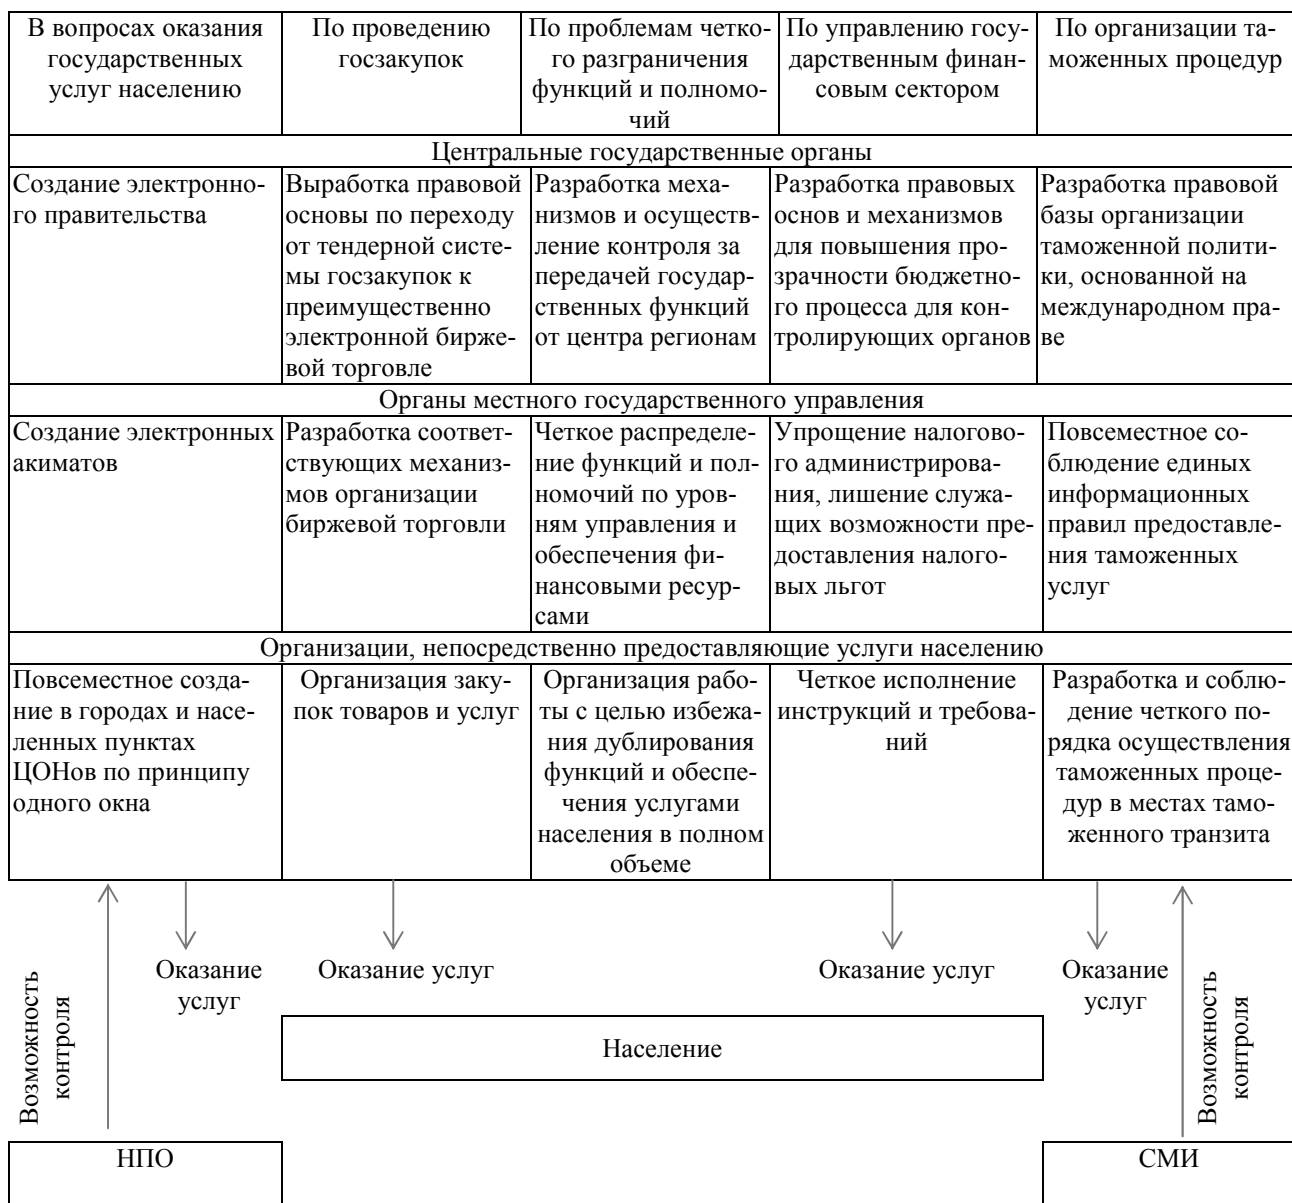 В вопросах оказания
государственных
услуг населению
По проведению
госзакупок
По проблемам четко-
го разграничения
функций и полномо-
чий
По управлению госу-
дарственным финан-
совым сектором
По организации та-
моженных процедур
Центральные государственные органы
Создание электронно-
го правительства
Выработка правовой
основы по переходу
от тендерной систе-
мы госзакупок к
преимущественно
электронной бирже-
вой торговле
Разработка меха-
низмов и осуществ-
ление контроля за
передачей государ-
ственных функций
от центра регионам
Разработка правовых
основ и механизмов
для повышения про-
зрачности бюджетно-
го процесса для кон-
тролирующих органов
Разработка правовой
базы организации
таможенной полити-
ки, основанной на
международном пра-
ве
Органы местного государственного управления
Создание электронных
акиматов
Разработка соответ-
ствующих механиз-
мов организации
биржевой торговли
Четкое распределе-
ние функций и пол-
номочий по уров-
ням управления и
обеспечения фи-
нансовыми ресур-
сами
Упрощение налогово-
го администрирова-
ния, лишение служа-
щих возможности пре-
доставления налого-
вых льгот
Повсеместное со-
блюдение единых
информационных
правил предоставле-
ния таможенных
услуг
Организации, непосредственно предоставляющие услуги населению
Повсеместное созда-
ние в городах и насе-
ленных пунктах
ЦОНов по принципу
одного окна
Организация заку-
пок товаров и услуг
Организация рабо-
ты с целью избежа-
ния дублирования
функций и обеспе-
чения услугами
населения в полном
объеме
Четкое исполнение
инструкций и требова-
ний
Разработка и соблю-
дение четкого по-
рядка осуществления
таможенных проце-
дур в местах тамо-
женного транзита
Возможность
контроля
Оказание
услуг
Оказание услуг
Оказание услуг
Оказание
услуг
Возможность
контроля
Население
НПО
СМИ